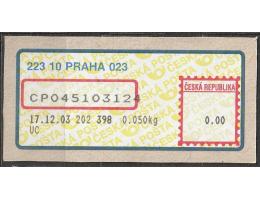 223 10 PRAHA 023
ČESKÁ REPUBLIKA
CP045103124
17.12.03 202 398 0.050kg
0.00
UC